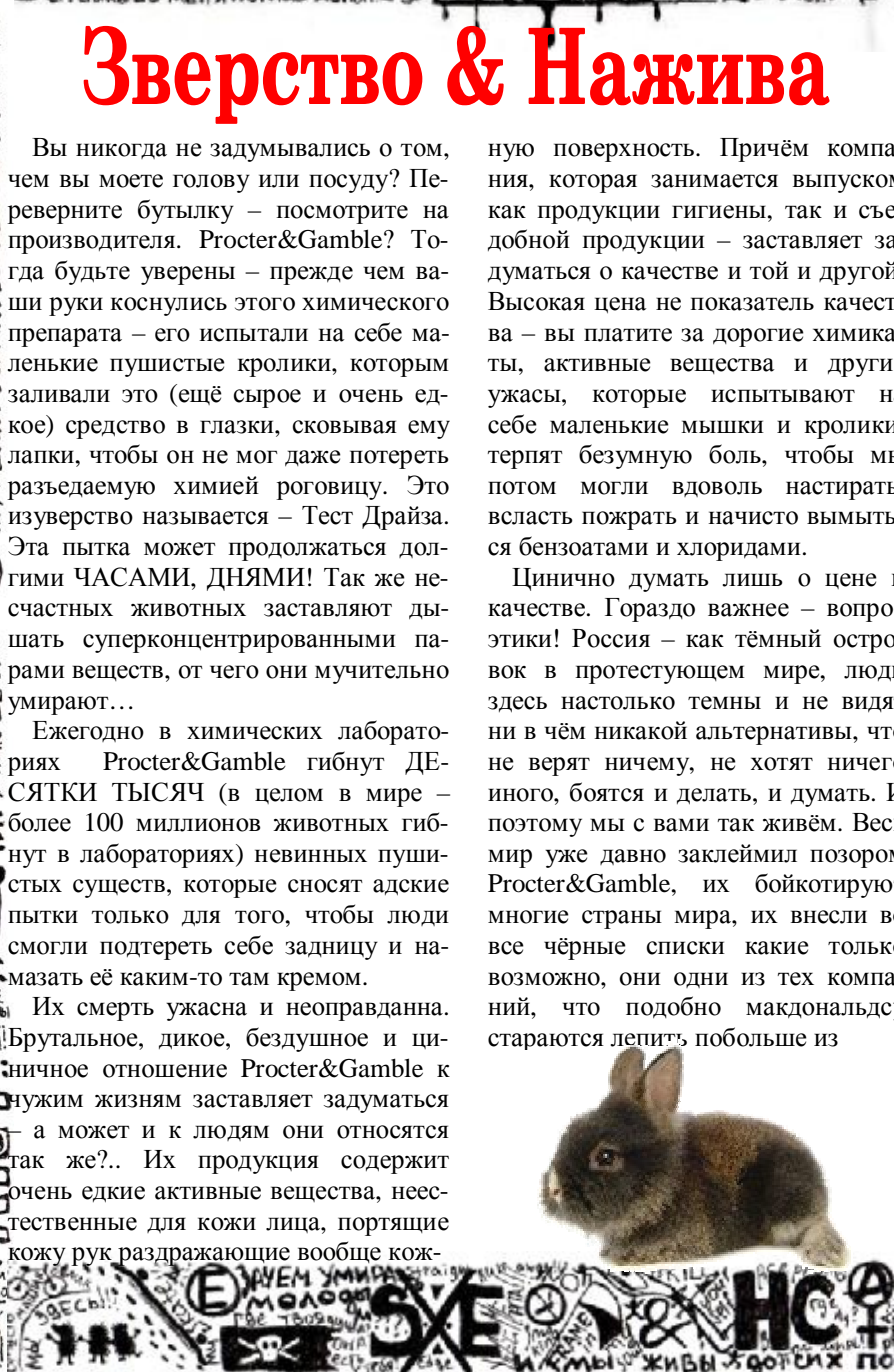 Зверство & Нажива
Вы никогда не задумывались о том,
чем вы моете голову или посуду? Пе-
реверните бутылку – посмотрите на
производителя. Procter&Gamble? То-
гда будьте уверены – прежде чем ва-
ши руки коснулись этого химического
препарата – его испытали на себе ма-
ленькие пушистые кролики, которым
заливали это (ещё сырое и очень ед-
кое) средство в глазки, сковывая ему
лапки, чтобы он не мог даже потереть
разъедаемую химией роговицу. Это
изуверство называется – Тест Драйза.
Эта пытка может продолжаться дол-
гими ЧАСАМИ, ДНЯМИ! Так же не-
счастных животных заставляют ды-
шать суперконцентрированными па-
рами веществ, от чего они мучительно
умирают…
Ежегодно в химических лаборато-
риях Procter&Gamble гибнут ДЕ-
СЯТКИ ТЫСЯЧ (в целом в мире –
более 100 миллионов животных гиб-
нут в лабораториях) невинных пуши-
стых существ, которые сносят адские
пытки только для того, чтобы люди
смогли подтереть себе задницу и на-
мазать её каким-то там кремом.
Их смерть ужасна и неоправданна.
Брутальное, дикое, бездушное и ци-
ничное отношение Procter&Gamble к
чужим жизням заставляет задуматься
– а может и к людям они относятся
так же?.. Их продукция содержит
очень едкие активные вещества, неес-
тественные для кожи лица, портящие
кожу рук раздражающие вообще кож-
ную поверхность. Причём компа-
ния, которая занимается выпуском
как продукции гигиены, так и съе-
добной продукции – заставляет за-
думаться о качестве и той и другой.
Высокая цена не показатель качест-
ва – вы платите за дорогие химика-
ты, активные вещества и други
ужасы, которые испытывают н
себе маленькие мышки и кролики,
терпят безумную боль, чтобы мы
потом могли вдоволь настирать,
всласть пожрать и начисто вымыть-
ся бензоатами и хлоридами.
Цинично думать лишь о цене и
качестве. Гораздо важнее – вопро
этики! Россия – как тёмный остро-
вок в протестующем мире, люди
здесь настолько темны и не видя
ни в чём никакой альтернативы, что
не верят ничему, не хотят ничег
иного, боятся и делать, и думать. И
поэтому мы с вами так живём. Вес
мир уже давно заклеймил позором
Procter&Gamble, их бойкотирую
многие страны мира, их внесли во
все чёрные списки какие только
возможно, они одни из тех компа-
ний, что подобно макдональдсу
стараются лепить побольше из
УМИРА
молоды
ЗДЕСЬ!!
SXE
&
HC
И МЫ ЖИВЫ